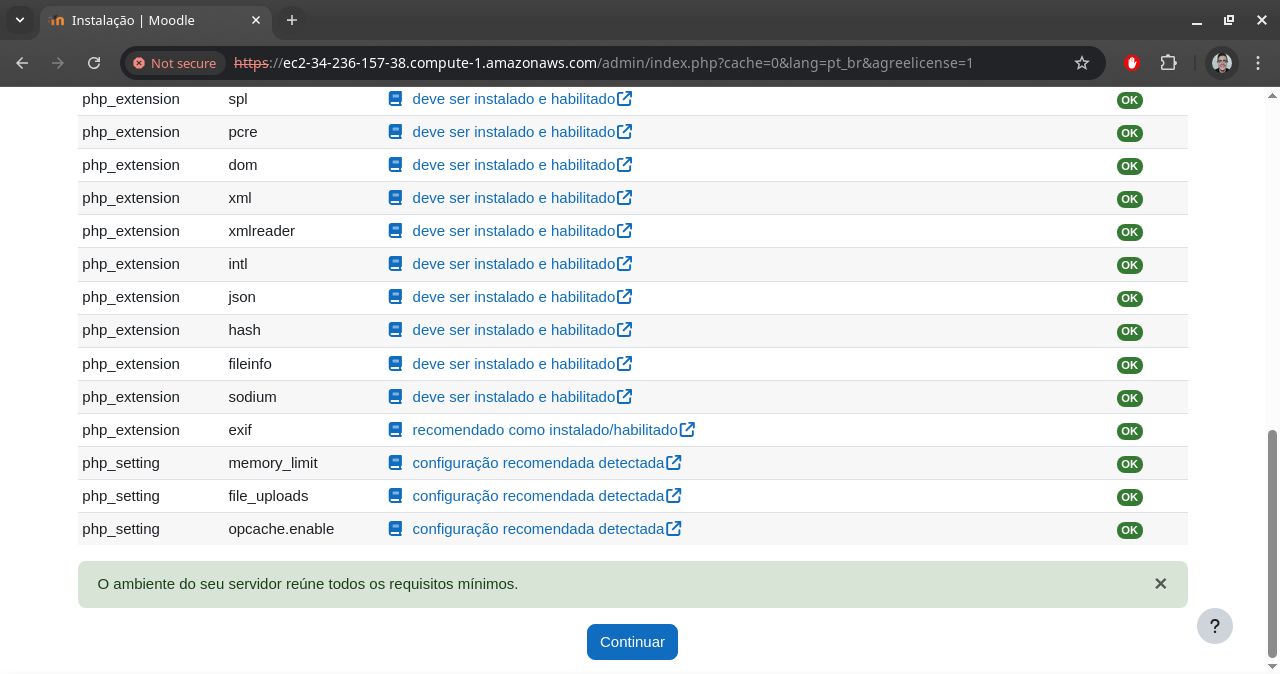 Instalação | Moodle
Not secure https://ec2-34-236-157-38.compute-1.amazonaws.com/admin/index.php?cache=0&lang=pt_br&agreelicense=1
php_extension spl deve ser instalado e habilitado OK
php_extension pcre deve ser instalado e habilitado OK
php_extension dom deve ser instalado e habilitado OK
php_extension xml deve ser instalado e habilitado OK
php_extension xmlreader deve ser instalado e habilitado OK
php_extension intl deve ser instalado e habilitado OK
php_extension json deve ser instalado e habilitado OK
php_extension hash deve ser instalado e habilitado OK
php_extension fileinfo deve ser instalado e habilitado OK
php_extension sodium deve ser instalado e habilitado OK
php_extension exif recomendado como instalado/habilitado OK
php_setting memory_limit configuração recomendada detectada OK
php_setting file_uploads configuração recomendada detectada OK
php_setting opcache.enable configuração recomendada detectada OK
O ambiente do seu servidor reúne todos os requisitos mínimos.
?
Continuar